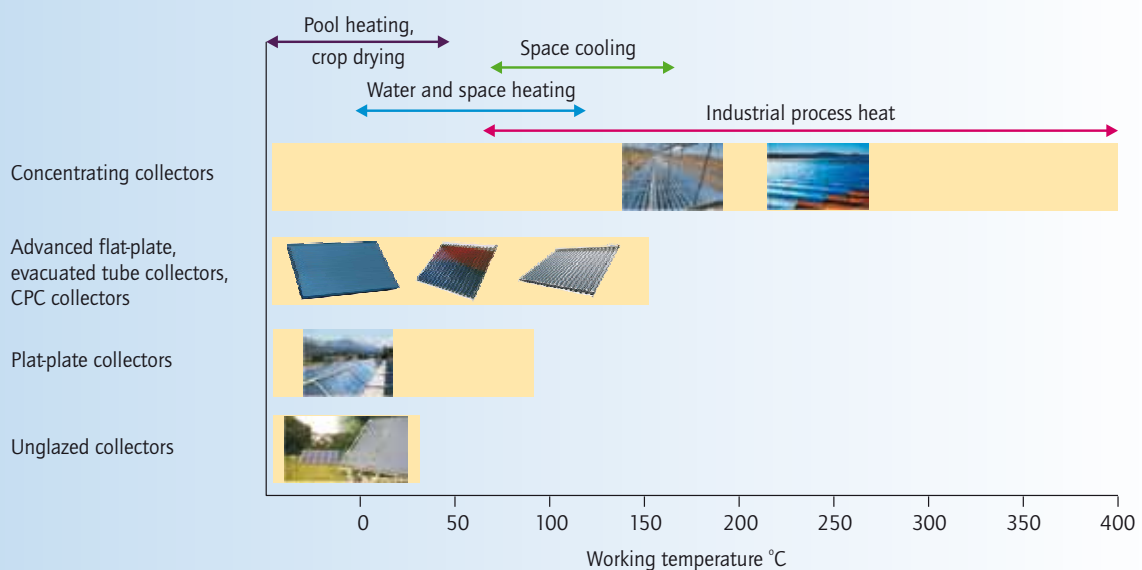 Pool heating,
crop drying
Space cooling
Water and space heating
Industrial process heat
Concentrating collectors
Advanced flat-plate,
evacuated tube collectors,
CPC collectors
Plat-plate collectors
Unglazed collectors
0 50 100 150 200 250 300 350 400
Working temperature °C